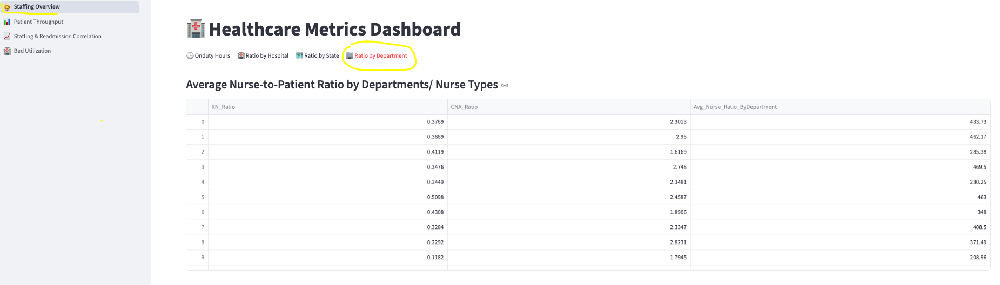 Staffing Overview
Patient Throughput
Staffing & Readmission Correlation
Bed Utilization
Healthcare Metrics Dashboard
Onduty Hours Ratio by Hospital Ratio by State Ratio by Department
Average Nurse-to-Patient Ratio by Departments/ Nurse Types
RN_Ratio CNA_Ratio Avg_Nurse_Ratio_ByDepartment
0 0.3769 2.3013 433.73
1 0.3889 2.95 462.17
2 0.4119 1.6169 285.38
3 0.3476 2.748 469.5
4 0.3449 2.3481 280.25
5 0.5098 2.4587 463
6 0.4308 1.8906 348
7 0.3284 2.3347 408.5
8 0.2292 2.8231 371.49
9 0.1182 1.7945 208.96